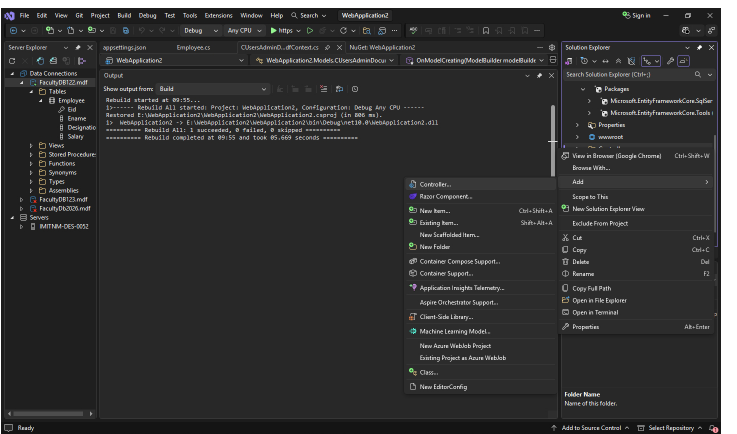 File Edit View Git Project Build Debug Test Tools Extensions Window Help Search WebApplication2 Sign in
Debug Any CPU https
Server Explorer
Data Connections
FacultyDB122.mdf
Tables
Employee
Eid
Ename
Designatio
Salary
Views
Stored Procedures
Functions
Synonyms
Types
Assemblies
FacultyDB123.mdf
FacultyDb2026.mdf
Servers
IMITNM-DES-0052
appsettings.json Employee.cs CUsersAdminD...dfContext.cs NuGet: WebApplication2
WebApplication2 WebApplication2.Models.CUsersAdminDocu OnModelCreating(ModelBuilder modelBuilde
Output
Show output from: Build
Rebuild started at 09:55...
1>------ Rebuild All started: Project: WebApplication2, Configuration: Debug Any CPU ------
Restored E:\WebApplication2\WebApplication2.csproj (in 806 ms).
1> WebApplication2 -> E:\WebApplication2\bin\Debug\net10.0\WebApplication2.dll
========== Rebuild All: 1 succeeded, 0 failed, 0 skipped ==========
========== Rebuild completed at 09:55 and took 05.669 seconds ==========
Controller...
Razor Component...
New Item... Ctrl+Shift+A
Existing Item... Shift+Alt+A
New Scaffolded Item...
New Folder
Container Compose Support...
Container Support...
Application Insights Telemetry...
Aspire Orchestrator Support...
Client-Side Library...
Machine Learning Model...
New Azure WebJob Project
Existing Project as Azure WebJob
Class...
New EditorConfig
Solution Explorer
Search Solution Explorer (Ctrl+;)
Packages
Microsoft.EntityFrameworkCore.SqlSer
Microsoft.EntityFrameworkCore.Tools
Properties
wwwroot
View in Browser (Google Chrome) Ctrl+Shift+W
Browse With...
Add
Scope to This
New Solution Explorer View
Exclude From Project
Cut Ctrl+X
Copy Ctrl+C
Delete Del
Rename F2
Copy Full Path
Open in File Explorer
Open in Terminal
Properties Alt+Enter
Folder Name
Name of this folder.
Ready Add to Source Control Select Repository